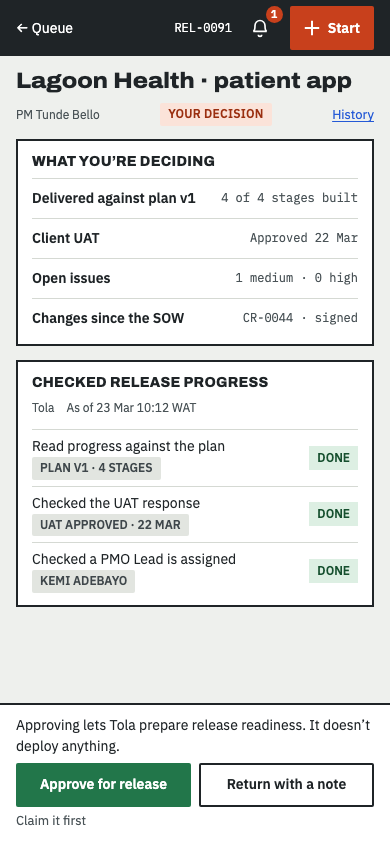 ← Queue
REL-0091
1
Start
Lagoon Health · patient app
PM Tunde Bello
YOUR DECISION
History
WHAT YOU’RE DECIDING
Delivered against plan v1 4 of 4 stages built
Client UAT Approved 22 Mar
Open issues 1 medium · 0 high
Changes since the SOW CR-0044 · signed
CHECKED RELEASE PROGRESS
Tola As of 23 Mar 10:12 WAT
Read progress against the plan
PLAN V1 · 4 STAGES
DONE
Checked the UAT response
UAT APPROVED · 22 MAR
DONE
Checked a PMO Lead is assigned
KEMI ADEBAYO
DONE
Approving lets Tola prepare release readiness. It doesn’t
deploy anything.
Approve for release
Return with a note
Claim it first